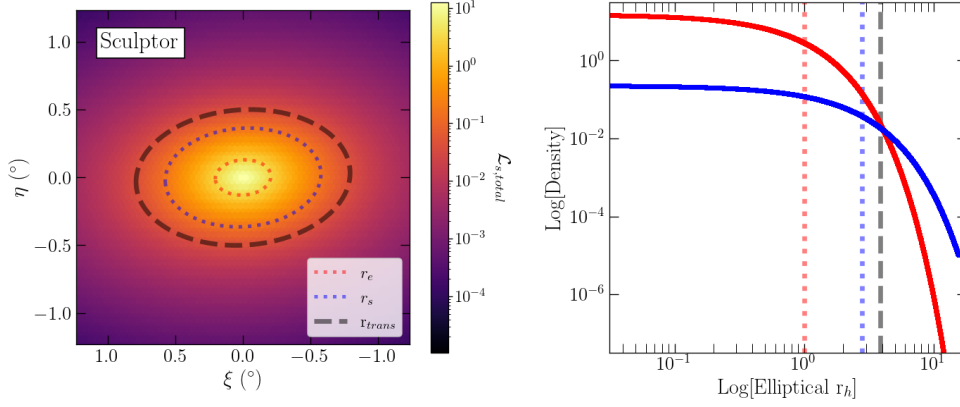 Sculptor
1.0
0.5
0.0
−0.5
−1.0
η (°)
1.0 0.5 0.0 −0.5 −1.0
ξ (°)
r_e
r_s
r_trans
10^1
10^0
10^−1
10^−2
10^−3
10^−4
ℒ_s,total
10^0
10^−2
10^−4
10^−6
Log[Density]
10^−1 10^0 10^1
Log[Elliptical r_h]